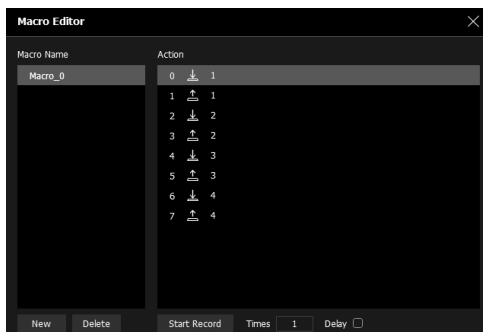 Macro Editor
Macro Name
Action
Macro_0
0 1
1 1
2 2
3 2
4 3
5 3
6 4
7 4
New Delete Start Record Times 1 Delay